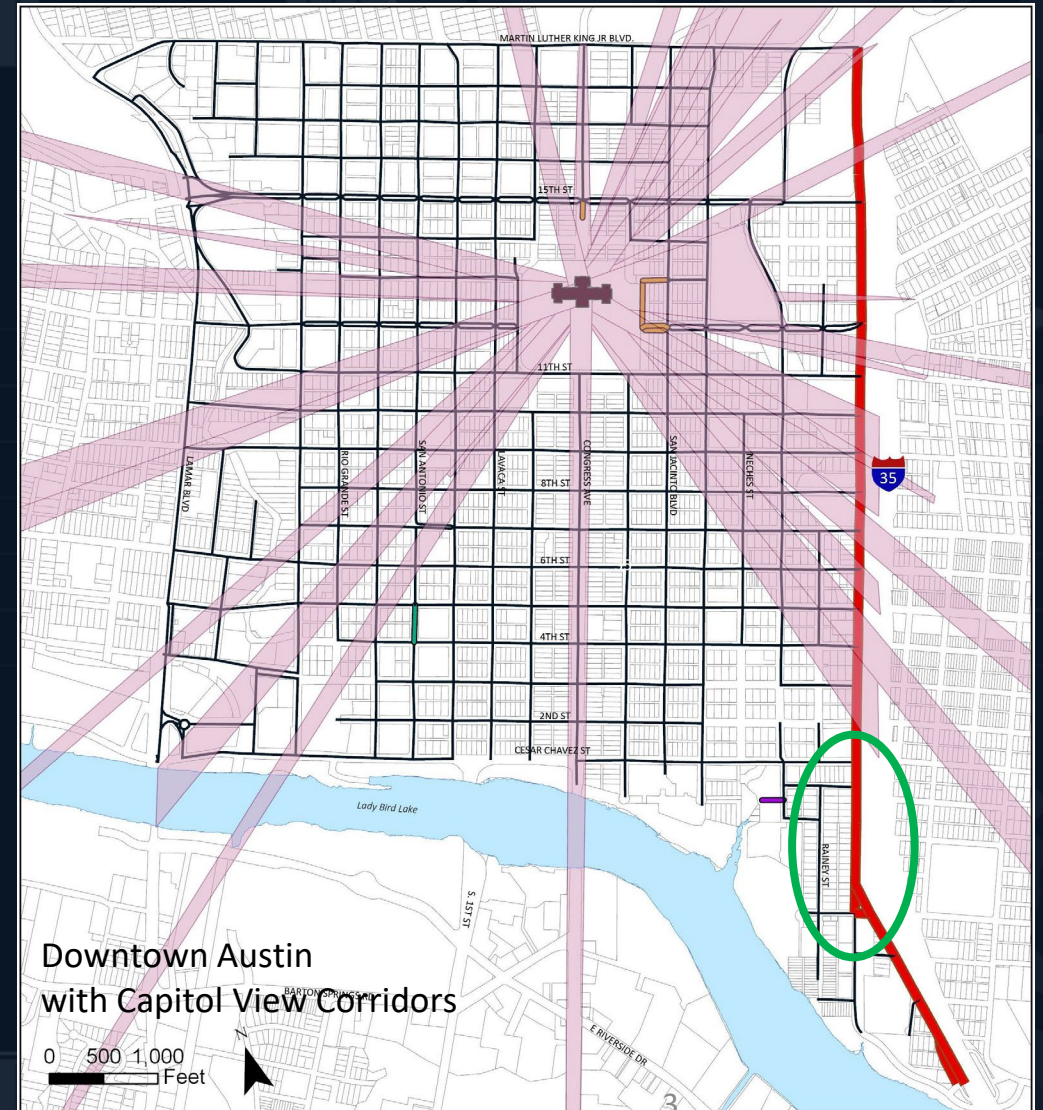 MARTIN LUTHER KING JR BLVD.
15TH ST
11TH ST
LAMAR BLVD
RIO GRANDE ST
SAN ANTONIO ST
LAVACA ST
CONGRESS AVE
SAN JACINTO BLVD
NECHES ST
8TH ST
35
6TH ST
4TH ST
2ND ST
CESAR CHAVEZ ST
Lady Bird Lake
RAINEY ST
S. 1ST ST
Downtown Austin
with Capitol View Corridors
0 500 1,000
Feet
N
E RIVERSIDE DR
3